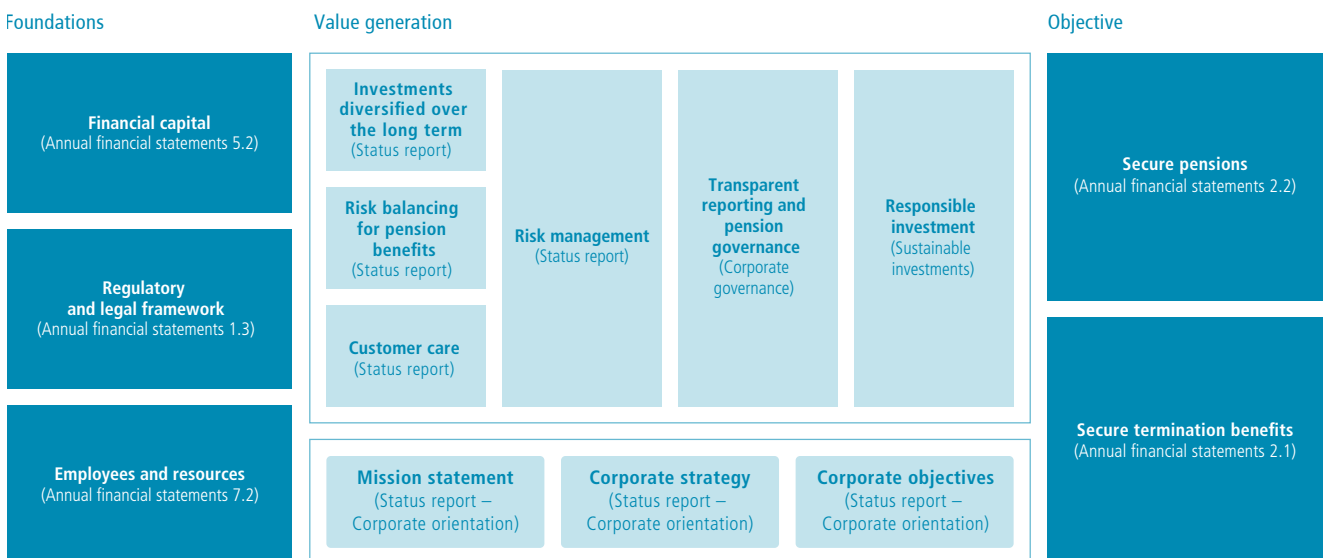 Foundations
Financial capital
(Annual financial statements 5.2)
Regulatory
and legal framework
(Annual financial statements 1.3)
Employees and resources
(Annual financial statements 7.2)
Value generation
Investments
diversified over
the long term
(Status report)
Risk balancing
for pension
benefits
(Status report)
Customer care
(Status report)
Risk management
(Status report)
Transparent
reporting and
pension
governance
(Corporate
governance)
Responsible
investment
(Sustainable
investments)
Mission statement
(Status report –
Corporate orientation)
Corporate strategy
(Status report –
Corporate orientation)
Corporate objectives
(Status report –
Corporate orientation)
Objective
Secure pensions
(Annual financial statements 2.2)
Secure termination benefits
(Annual financial statements 2.1)